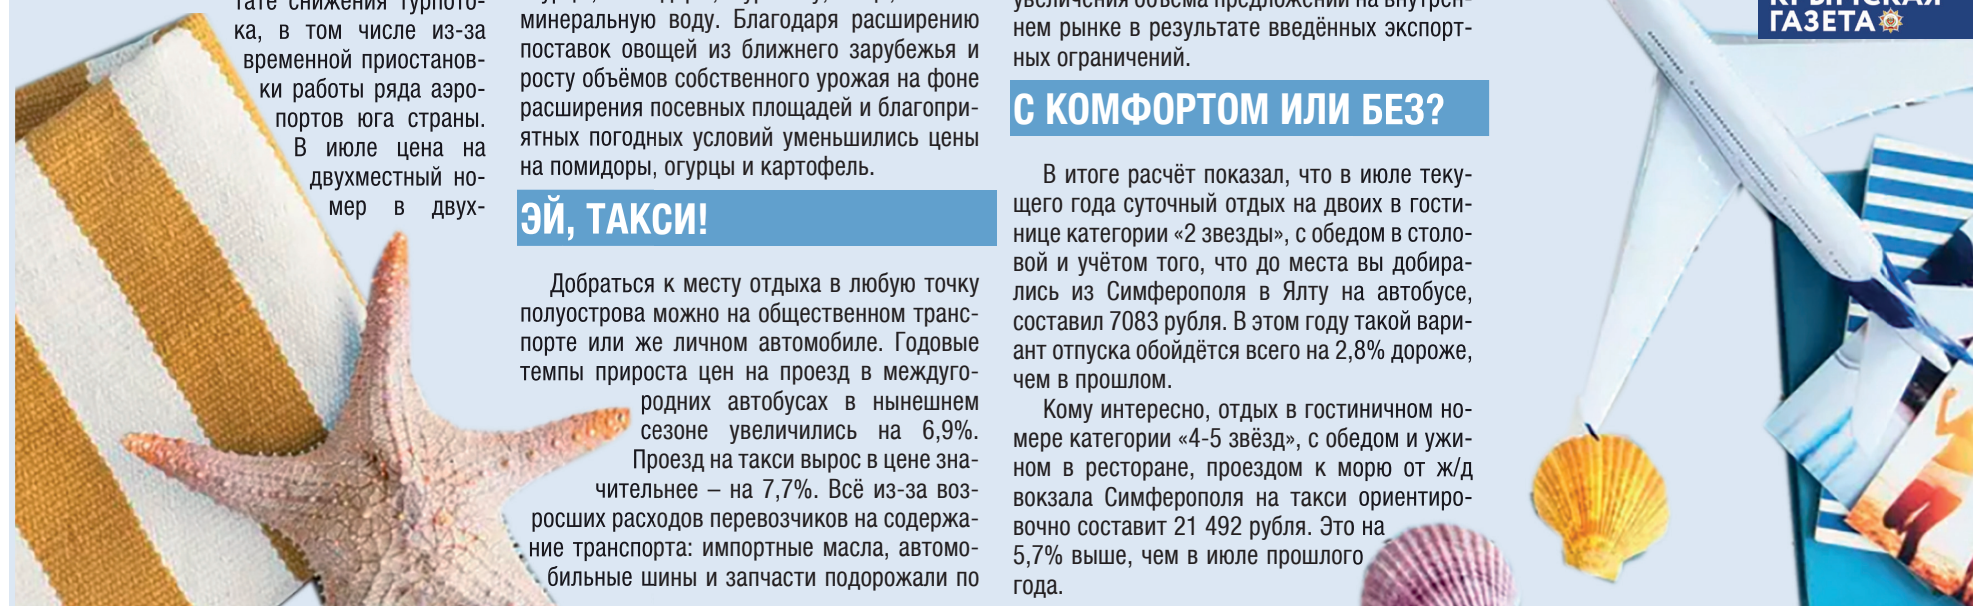 тате снижения турпото-
ка, в том числе из-за
временной приостанов-
ки работы ряда аэро-
портов юга страны.
В июле цена на
двухместный но-
мер в двух-
минеральную воду. Благодаря расширению
поставок овощей из ближнего зарубежья и
росту объёмов собственного урожая на фоне
расширения посевных площадей и благопри-
ятных погодных условий уменьшились цены
на помидоры, огурцы и картофель.
ЭЙ, ТАКСИ!
Добраться к месту отдыха в любую точку
полуострова можно на общественном транс-
порте или же личном автомобиле. Годовые
темпы прироста цен на проезд в междуго-
родних автобусах в нынешнем
сезоне увеличились на 6,9%.
Проезд на такси вырос в цене зна-
чительнее – на 7,7%. Всё из-за воз-
росших расходов перевозчиков на содержа-
ние транспорта: импортные масла, автомо-
бильные шины и запчасти подорожали по
увеличения объёма предложений на внутрен-
нем рынке в результате введённых экспорт-
ных ограничений.
С КОМФОРТОМ ИЛИ БЕЗ?
В итоге расчёт показал, что в июле теку-
щего года суточный отдых на двоих в гости-
нице категории «2 звезды», с обедом в столо-
вой и учётом того, что до места вы добира-
лись из Симферополя в Ялту на автобусе,
составил 7083 рубля. В этом году такой вари-
ант отпуска обойдётся всего на 2,8% дороже,
чем в прошлом.
Кому интересно, отдых в гостиничном но-
мере категории «4-5 звёзд», с обедом и ужи-
ном в ресторане, проездом к морю от ж/д
вокзала Симферополя на такси ориентиро-
вочно составит 21 492 рубля. Это на
5,7% выше, чем в июле прошлого
года.
КРЫМСКАЯ
ГАЗЕТА